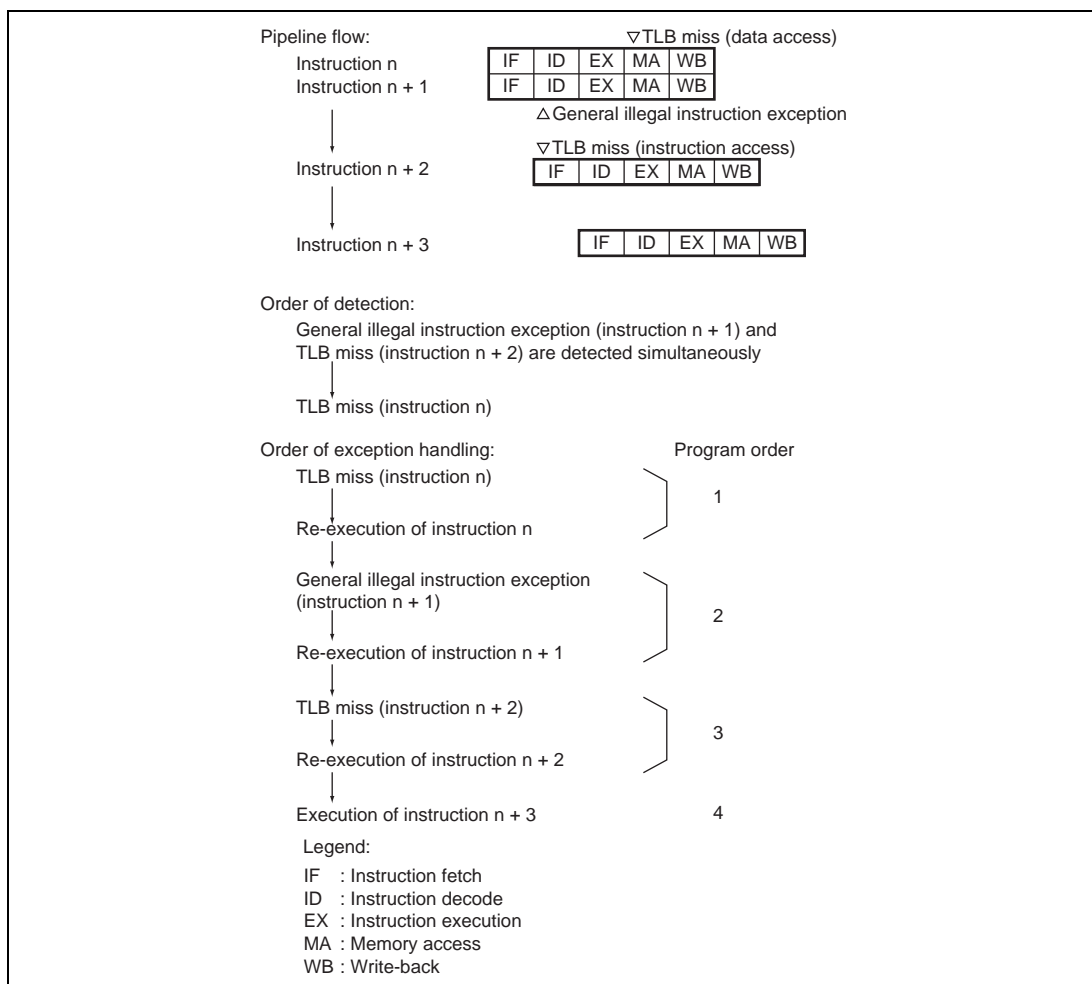 Pipeline flow:
▽TLB miss (data access)
Instruction n IF ID EX MA WB
Instruction n + 1 IF ID EX MA WB
△General illegal instruction exception
▽TLB miss (instruction access)
Instruction n + 2 IF ID EX MA WB
Instruction n + 3 IF ID EX MA WB
Order of detection:
General illegal instruction exception (instruction n + 1) and
TLB miss (instruction n + 2) are detected simultaneously
TLB miss (instruction n)
Order of exception handling: Program order
TLB miss (instruction n)
1
Re-execution of instruction n
General illegal instruction exception
(instruction n + 1)
2
Re-execution of instruction n + 1
TLB miss (instruction n + 2)
3
Re-execution of instruction n + 2
Execution of instruction n + 3 4
Legend:
IF : Instruction fetch
ID : Instruction decode
EX : Instruction execution
MA : Memory access
WB : Write-back